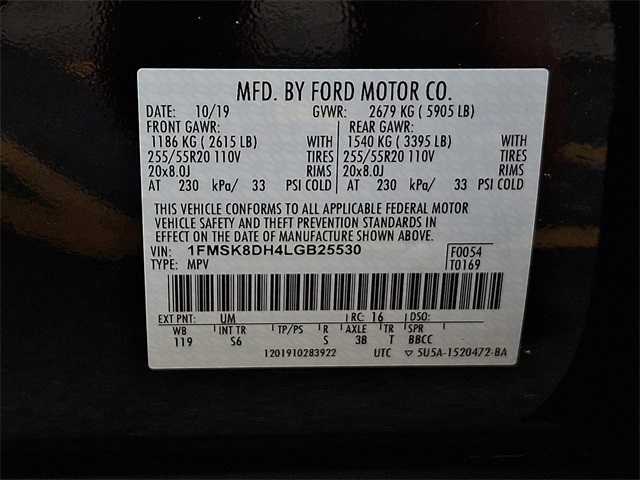 MFD. BY FORD MOTOR CO.
DATE: 10/19 GVWR: 2679 KG ( 5905 LB)
FRONT GAWR: REAR GAWR:
1186 KG ( 2615 LB) WITH 1540 KG ( 3395 LB) WITH
255/55R20 110V TIRES 255/55R20 110V TIRES
20x8.0J RIMS 20x8.0J RIMS
AT 230 kPa/ 33 PSI COLD AT 230 kPa/ 33 PSI COLD
THIS VEHICLE CONFORMS TO ALL APPLICABLE FEDERAL MOTOR
VEHICLE SAFETY AND THEFT PREVENTION STANDARDS IN
EFFECT ON THE DATE OF MANUFACTURE SHOWN ABOVE.
VIN: 1FMSK8DH4LGB25530 F0054
TYPE: MPV T0169
EXT PNT: UM RC: 16 DSO:
WB INT TR TP/PS R AXLE TR SPR
119 S6 S 3B T BBCC
1201910283922 UTC ▽ 5U5A-1520472-BA